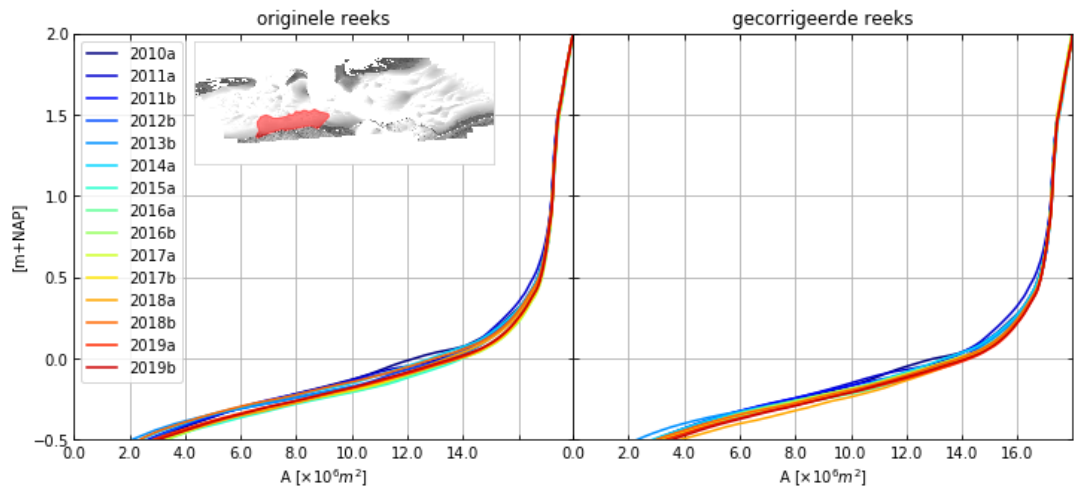 originele reeks
gecorrigeerde reeks
2.0
1.5
1.0
0.5
0.0
−0.5
[m+NAP]
2010a
2011a
2011b
2012b
2013b
2014a
2015a
2016a
2016b
2017a
2017b
2018a
2018b
2019a
2019b
0.0 2.0 4.0 6.0 8.0 10.0 12.0 14.0 0.0 2.0 4.0 6.0 8.0 10.0 12.0 14.0 16.0
A [×10⁶m²]
A [×10⁶m²]